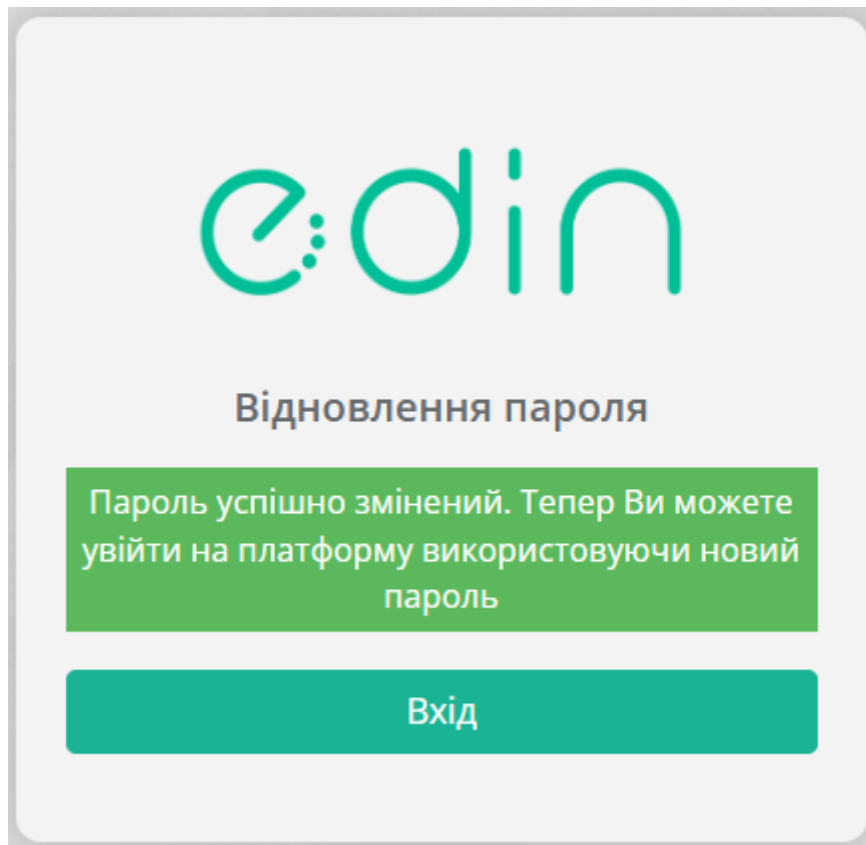 edin
Відновлення пароля
Пароль успішно змінений. Тепер Ви можете
увійти на платформу використовуючи новий
пароль
Вхід